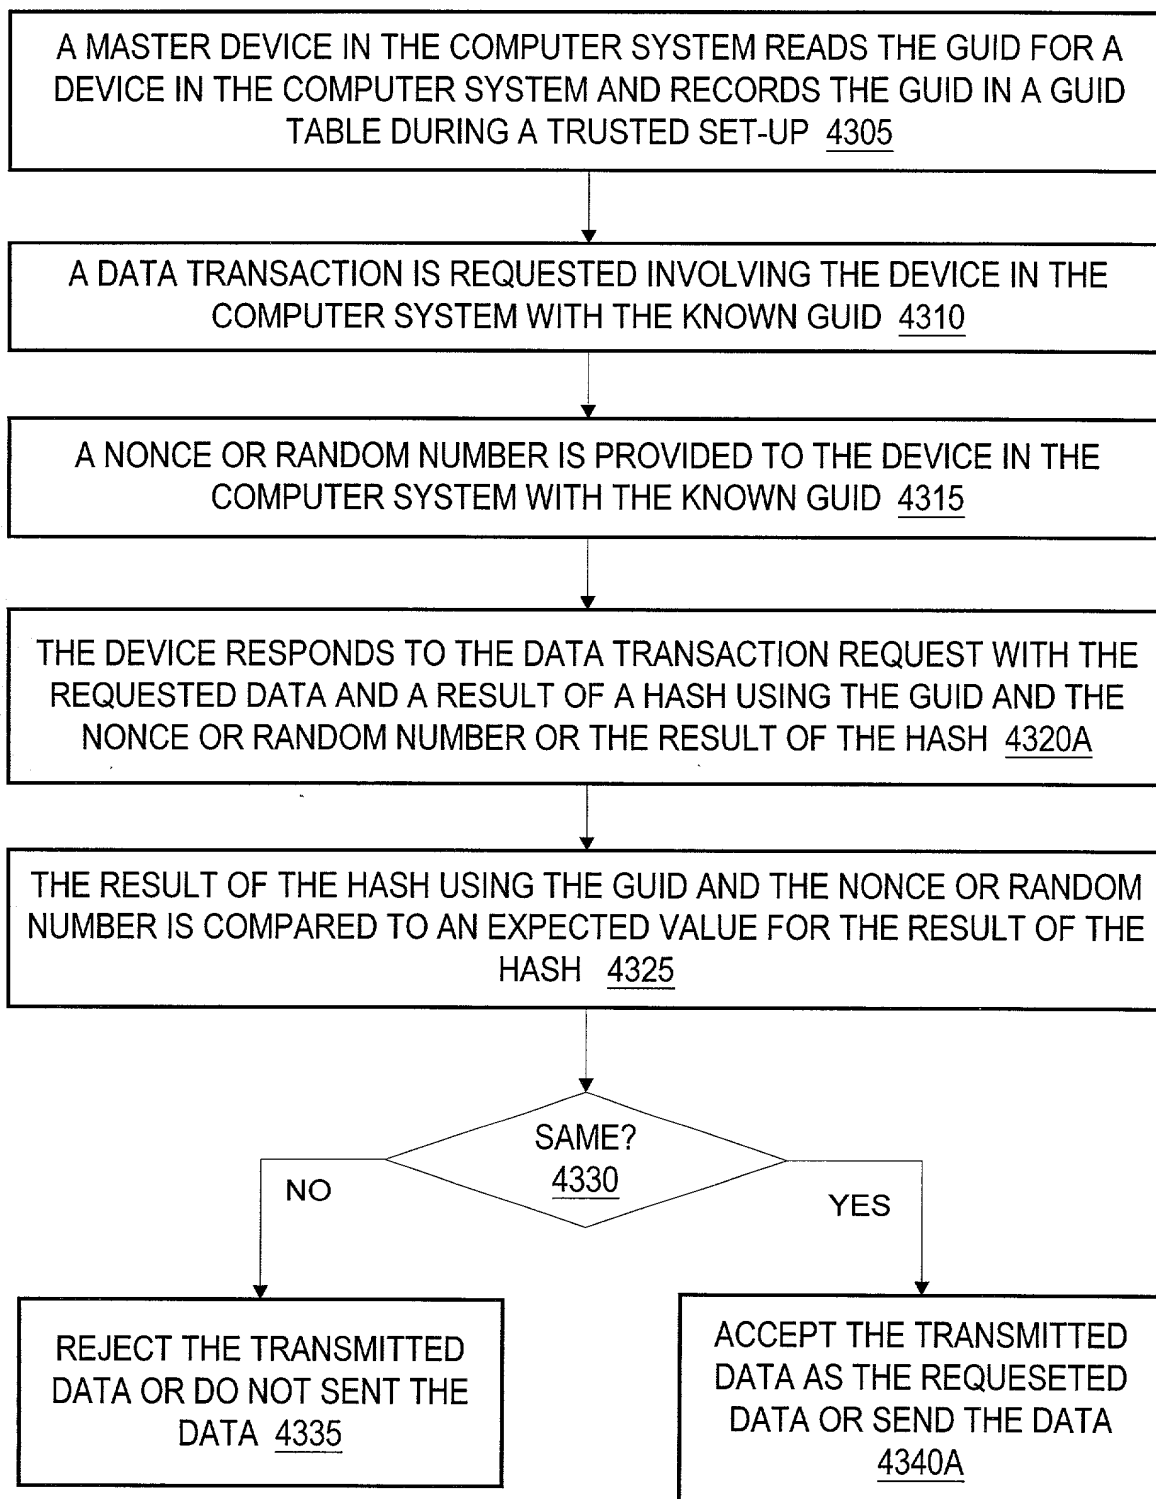 A MASTER DEVICE IN THE COMPUTER SYSTEM READS THE GUID FOR A
DEVICE IN THE COMPUTER SYSTEM AND RECORDS THE GUID IN A GUID
TABLE DURING A TRUSTED SET-UP 4305
A DATA TRANSACTION IS REQUESTED INVOLVING THE DEVICE IN THE
COMPUTER SYSTEM WITH THE KNOWN GUID 4310
A NONCE OR RANDOM NUMBER IS PROVIDED TO THE DEVICE IN THE
COMPUTER SYSTEM WITH THE KNOWN GUID 4315
THE DEVICE RESPONDS TO THE DATA TRANSACTION REQUEST WITH THE
REQUESTED DATA AND A RESULT OF A HASH USING THE GUID AND THE
NONCE OR RANDOM NUMBER OR THE RESULT OF THE HASH 4320A
THE RESULT OF THE HASH USING THE GUID AND THE NONCE OR RANDOM
NUMBER IS COMPARED TO AN EXPECTED VALUE FOR THE RESULT OF THE
HASH 4325
SAME?
4330
NO
YES
REJECT THE TRANSMITTED
DATA OR DO NOT SENT THE
DATA 4335
ACCEPT THE TRANSMITTED
DATA AS THE REQUESETED
DATA OR SEND THE DATA
4340A